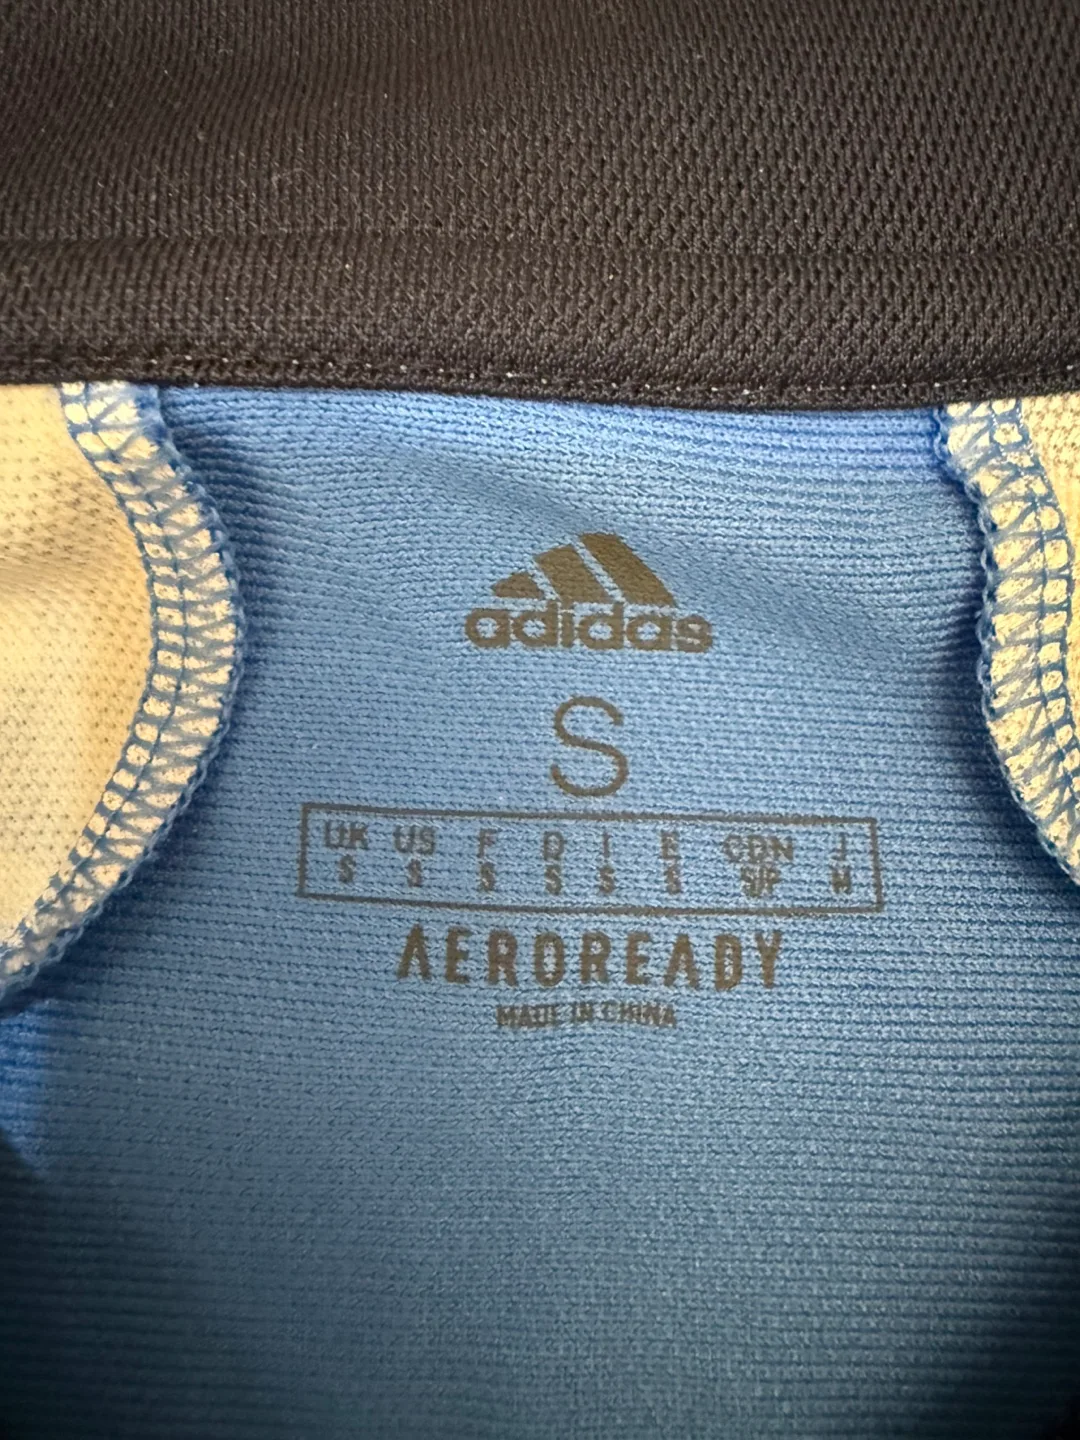 adidas
S
UK US F D I E CDN J
S S S S S S S/P M
AEROREADY
MADE IN CHINA